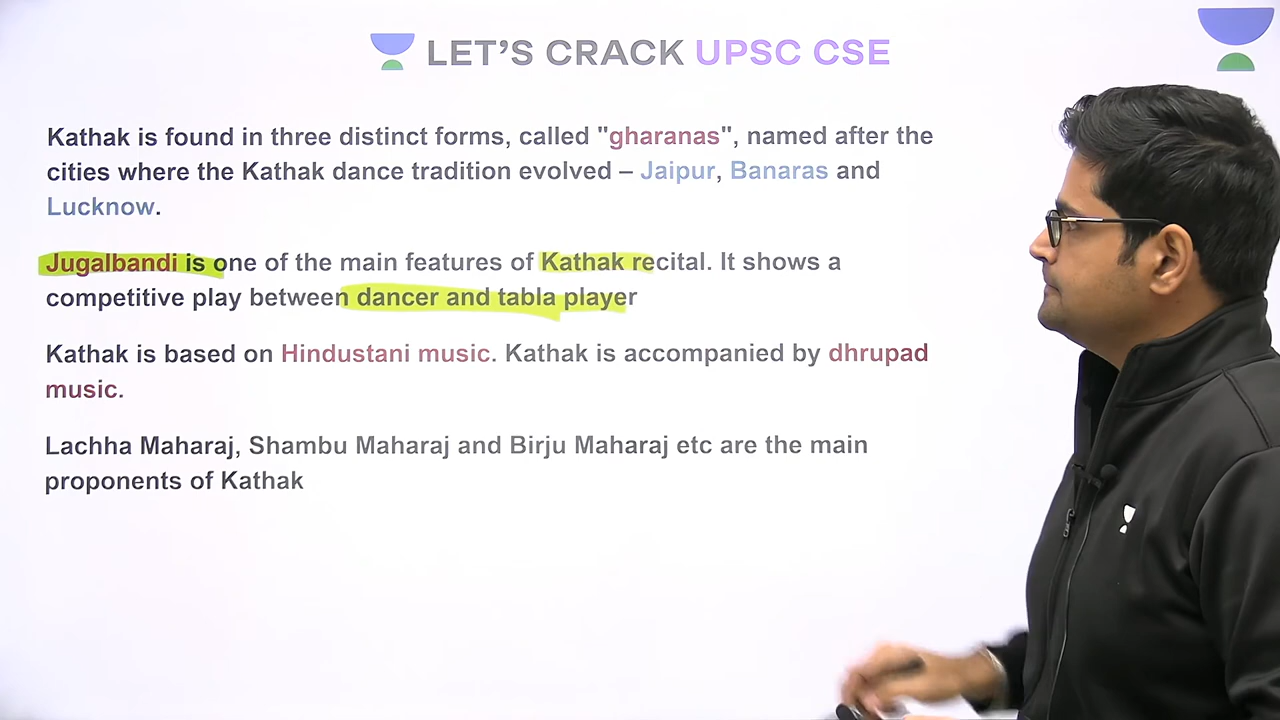 LET'S CRACK UPSC CSE
Kathak is found in three distinct forms, called "gharanas", named after the
cities where the Kathak dance tradition evolved – Jaipur, Banaras and
Lucknow.
Jugalbandi is one of the main features of Kathak recital. It shows a
competitive play between dancer and tabla player
Kathak is based on Hindustani music. Kathak is accompanied by dhrupad
music.
Lachha Maharaj, Shambu Maharaj and Birju Maharaj etc are the main
proponents of Kathak